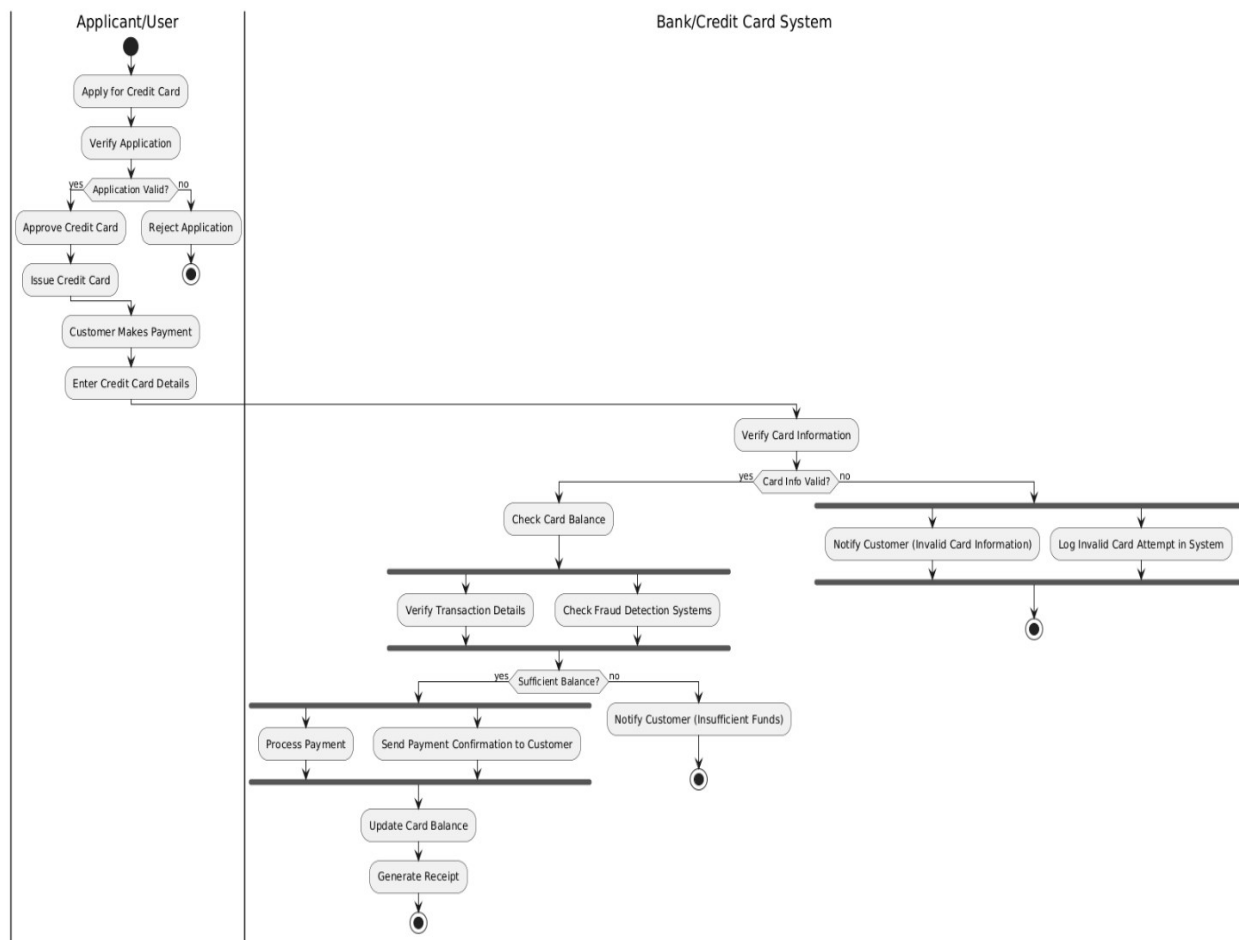 Applicant/User
Bank/Credit Card System
Apply for Credit Card
Verify Application
yes
Application Valid?
no
Approve Credit Card
Reject Application
Issue Credit Card
Customer Makes Payment
Enter Credit Card Details
Verify Card Information
yes
Card Info Valid?
no
Check Card Balance
Notify Customer (Invalid Card Information)
Log Invalid Card Attempt in System
Verify Transaction Details
Check Fraud Detection Systems
yes
Sufficient Balance?
no
Notify Customer (Insufficient Funds)
Process Payment
Send Payment Confirmation to Customer
Update Card Balance
Generate Receipt